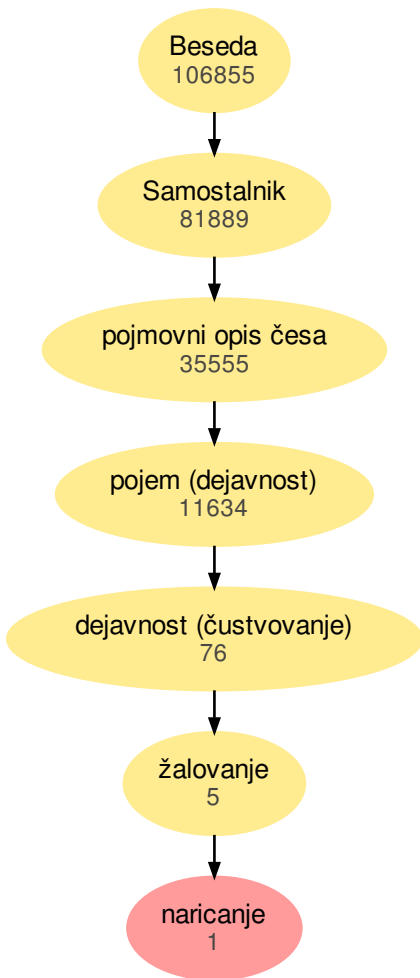 Beseda
106855
Samostalnik
81889
pojmovni opis česa
35555
pojem (dejavnost)
11634
dejavnost (čustvovanje)
76
žalovanje
5
naricanje
1